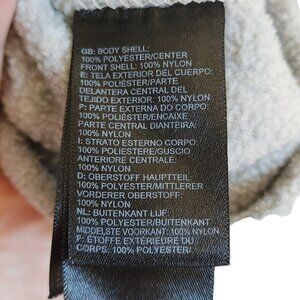 GB: BODY SHELL:
100% POLYESTER/CENTER
FRONT SHELL: 100% NYLON
E: TELA EXTERIOR DEL CUERPO:
100% POLIÉSTER/PARTE
DELANTERA CENTRAL DEL
TEJIDO EXTERIOR: 100% NYLON
P: PARTE EXTERNA DO CORPO:
100% POLIÉSTER/ENCAIXE
PARTE CENTRAL DIANTEIRA:
100% NYLON
I: STRATO ESTERNO CORPO
100% POLIESTERE/GUSCIO
ANTERIORE CENTRALE:
100% NYLON
D: OBERSTOFF HAUPTTEIL
100% POLYESTER/MITTLERER
VORDERER OBERSTOFF:
100% NYLON
NL: BUITENKANT LIJF:
100% POLYESTER/BUITENKANT
MIDDELSTE VOORKANT: 100% NYLON
F: ÉTOFFE EXTÉRIEURE DU
CORPS: 100% POLYESTER/